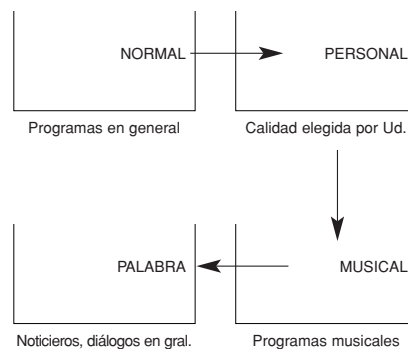 NORMAL
PERSONAL
Programas en general
Calidad elegida por Ud.
PALABRA
MUSICAL
Noticieros, diálogos en gral.
Programas musicales